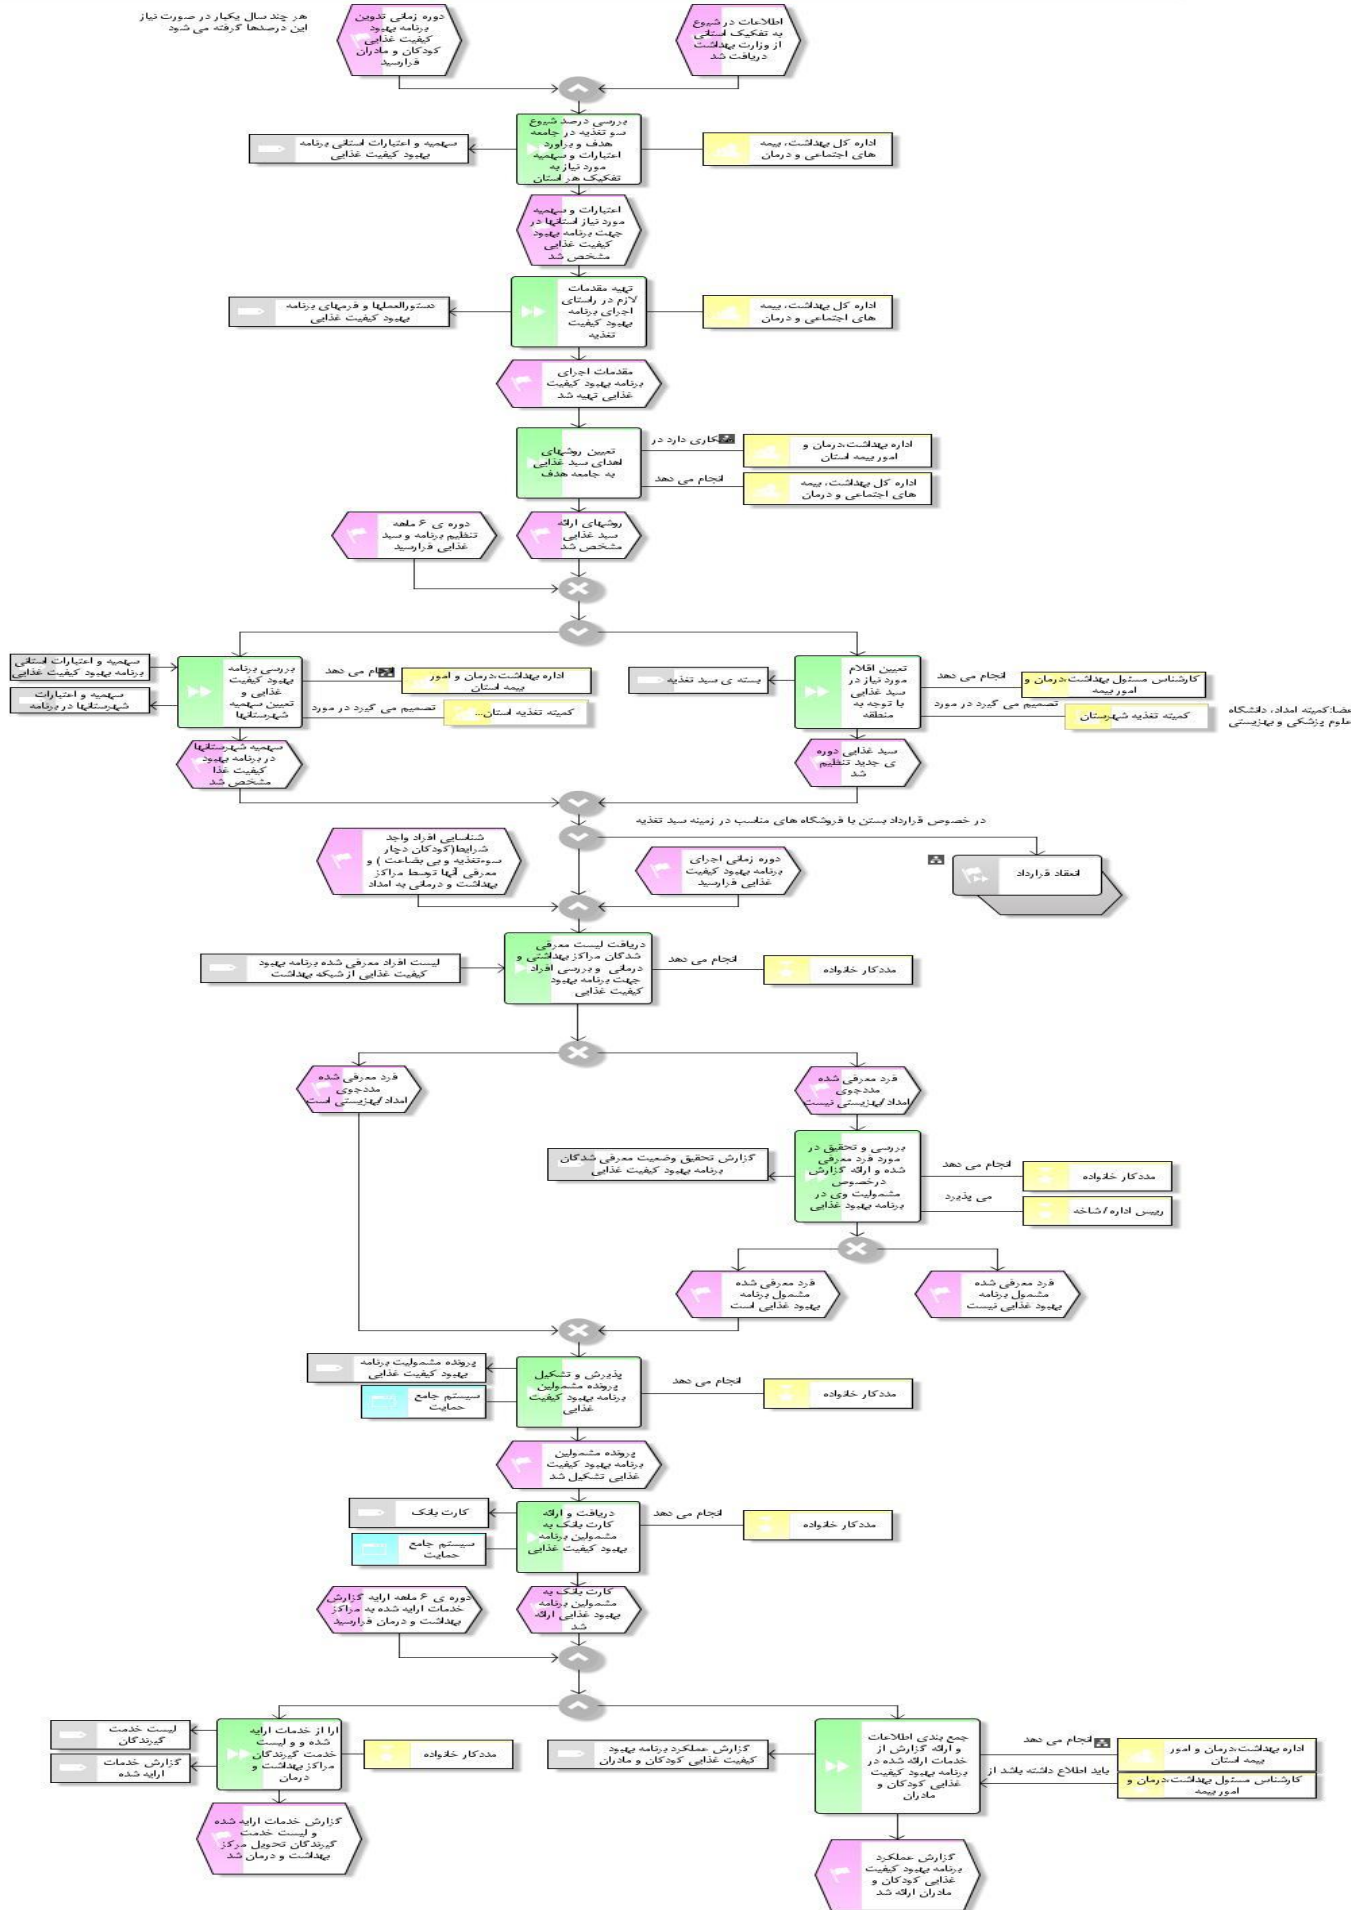 هر چند سال یکبار در صورت نیاز
این درصدها گرفته می شود
دوره زمانی تدوین
برنامه بهبود
کیفیت غذایی
کودکان و مادران
فرارسید
اطلاعات در شیوع
به تفکیک استانی
از وزارت بهداشت
دریافت شد
سهمیه و اعتبارات استانی برنامه
بهبود کیفیت غذایی
بررسی درصد شیوع
سو تغذیه در جامعه
هدف و براورد
اعتبارات و سهمیه
مورد نیاز به
تفکیک هر استان
اداره کل بهداشت، بیمه
های اجتماعی و درمان
اعتبارات و سهمیه
مورد نیاز استانها در
جهت برنامه بهبود
کیفیت غذایی
مشخص شد
دستورالعملها و فرمهای برنامه
بهبود کیفیت غذایی
تهیه مقدمات
لازم در راستای
اجرای برنامه
بهبود کیفیت
تغذیه
اداره کل بهداشت، بیمه
های اجتماعی و درمان
مقدمات اجرای
برنامه بهبود کیفیت
غذایی تهیه شد
تعیین روشهای
اهدای سبد غذایی
به جامعه هدف
کاری دارد در
اداره بهداشت،درمان و
امور بیمه استان
انجام می دهد
اداره کل بهداشت، بیمه
های اجتماعی و درمان
دوره ی ۶ ماهه
تنظیم برنامه و سبد
غذایی فرارسید
روشهای ارائه
سبد غذایی
مشخص شد
سهمیه و اعتبارات استانی
برنامه بهبود کیفیت غذایی
سهمیه و اعتبارات
شهرستانها در برنامه
بررسی برنامه
بهبود کیفیت
غذایی و
تعیین سهمیه
شهرستانها
می دهد
اداره بهداشت،درمان و امور
بیمه استان
تصمیم می گیرد در مورد
کمیته تغذیه استان...
بسته ی سبد تغذیه
تعیین اقلام
مورد نیاز در
سبد غذایی
با توجه به
منطقه
انجام می دهد
کارشناس مسئول بهداشت،درمان و
امور بیمه
تصمیم می گیرد در مورد
کمیته تغذیه شهرستان
عضا:کمیته امداد، دانشگاه
علوم پزشکی و بهزیستی
سهمیه شهرستانها
در برنامه بهبود
کیفیت غذا
مشخص شد
سبد غذایی دوره
ی جدید تنظیم
شد
در خصوص قرارداد بستن با فروشگاه های مناسب در زمینه سبد تغذیه
شناسایی افراد واجد
شرایط(کودکان دچار
سوءتغذیه و بی بضاعت ) و
معرفی آنها توسط مراکز
بهداشت و درمانی به امداد
دوره زمانی اجرای
برنامه بهبود کیفیت
غذایی فرارسید
انعقاد قرارداد
لیست افراد معرفی شده برنامه بهبود
کیفیت غذایی از شبکه بهداشت
دریافت لیست معرفی
شدگان مراکز بهداشتی و
درمانی و بررسی افراد
جهت برنامه بهبود
کیفیت غذایی
انجام می دهد
مددکار خانواده
فرد معرفی شده
مددجوی
امداد/بهزیستی است
فرد معرفی شده
مددجوی
امداد/بهزیستی نیست
گزارش تحقیق وضعیت معرفی شدگان
برنامه بهبود کیفیت غذایی
بررسی و تحقیق در
مورد فرد معرفی
شده و ارائه گزارش
درخصوص
مشمولیت وی در
برنامه بهبود غذایی
انجام می دهد
مددکار خانواده
می پذیرد
رییس اداره/شاخه
فرد معرفی شده
مشمول برنامه
بهبود غذایی است
فرد معرفی شده
مشمول برنامه
بهبود غذایی نیست
پرونده مشمولیت برنامه
بهبود کیفیت غذایی
سیستم جامع
حمایت
پذیرش و تشکیل
پرونده مشمولین
برنامه بهبود کیفیت
غذایی
انجام می دهد
مددکار خانواده
پرونده مشمولین
برنامه بهبود کیفیت
غذایی تشکیل شد
کارت بانک
سیستم جامع
حمایت
دریافت و ارائه
کارت بانک به
مشمولین برنامه
بهبود کیفیت غذایی
انجام می دهد
مددکار خانواده
دوره ی ۶ ماهه ارایه گزارش
خدمات ارایه شده به مراکز
بهداشت و درمان فرارسید
کارت بانک به
مشمولین برنامه
بهبود غذایی ارائه
شد
لیست خدمت
گیرندگان
گزارش خدمات
ارایه شده
ارا از خدمات ارایه
شده و و لیست
خدمت گیرندگان
مراکز بهداشت و
درمان
مددکار خانواده
گزارش عملکرد برنامه بهبود
کیفیت غذایی کودکان و مادران
جمع بندی اطلاعات
و ارائه گزارش از
خدمات ارائه شده در
برنامه بهبود کیفیت
غذایی کودکان و
مادران
انجام می دهد
اداره بهداشت،درمان و امور
بیمه استان
باید اطلاع داشته باشد از
کارشناس مسئول بهداشت،درمان و
امور بیمه
گزارش خدمات ارایه شده
و لیست خدمت
گیرندگان تحویل مرکز
بهداشت و درمان شد
گزارش عملکرد
برنامه بهبود کیفیت
غذایی کودکان و
مادران ارائه شد